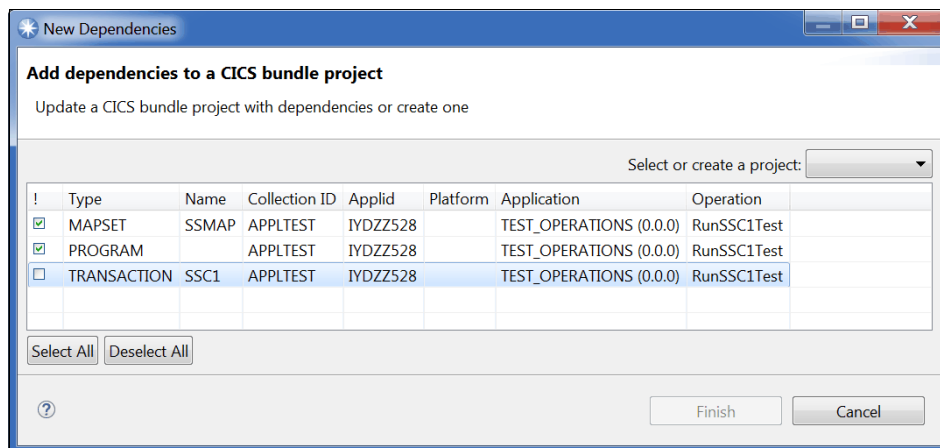 New Dependencies
Add dependencies to a CICS bundle project
Update a CICS bundle project with dependencies or create one
Select or create a project:
! Type Name Collection ID Applid Platform Application Operation
MAPSET SSMAP APPLTEST IYDZZ528 TEST_OPERATIONS (0.0.0) RunSSC1Test
PROGRAM APPLTEST IYDZZ528 TEST_OPERATIONS (0.0.0) RunSSC1Test
TRANSACTION SSC1 APPLTEST IYDZZ528 TEST_OPERATIONS (0.0.0) RunSSC1Test
Select All Deselect All
? Finish Cancel